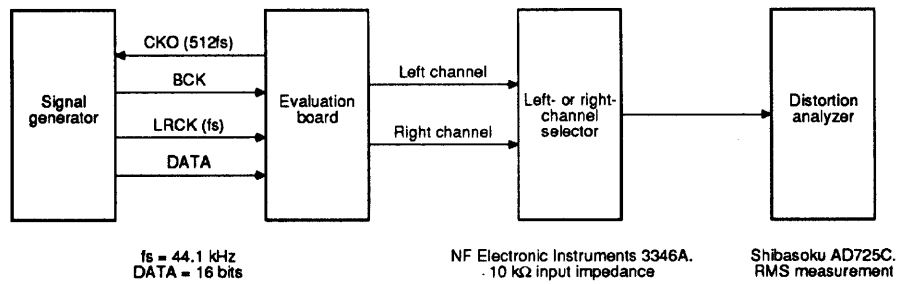 CKO (512fs)
BCK
LRCK (fs)
DATA
Signal
generator
Evaluation
board
Left channel
Right channel
Left- or right-
channel
selector
Distortion
analyzer
fs = 44.1 kHz
DATA = 16 bits
NF Electronic Instruments 3346A.
10 kΩ input impedance
Shibasoku AD725C.
RMS measurement